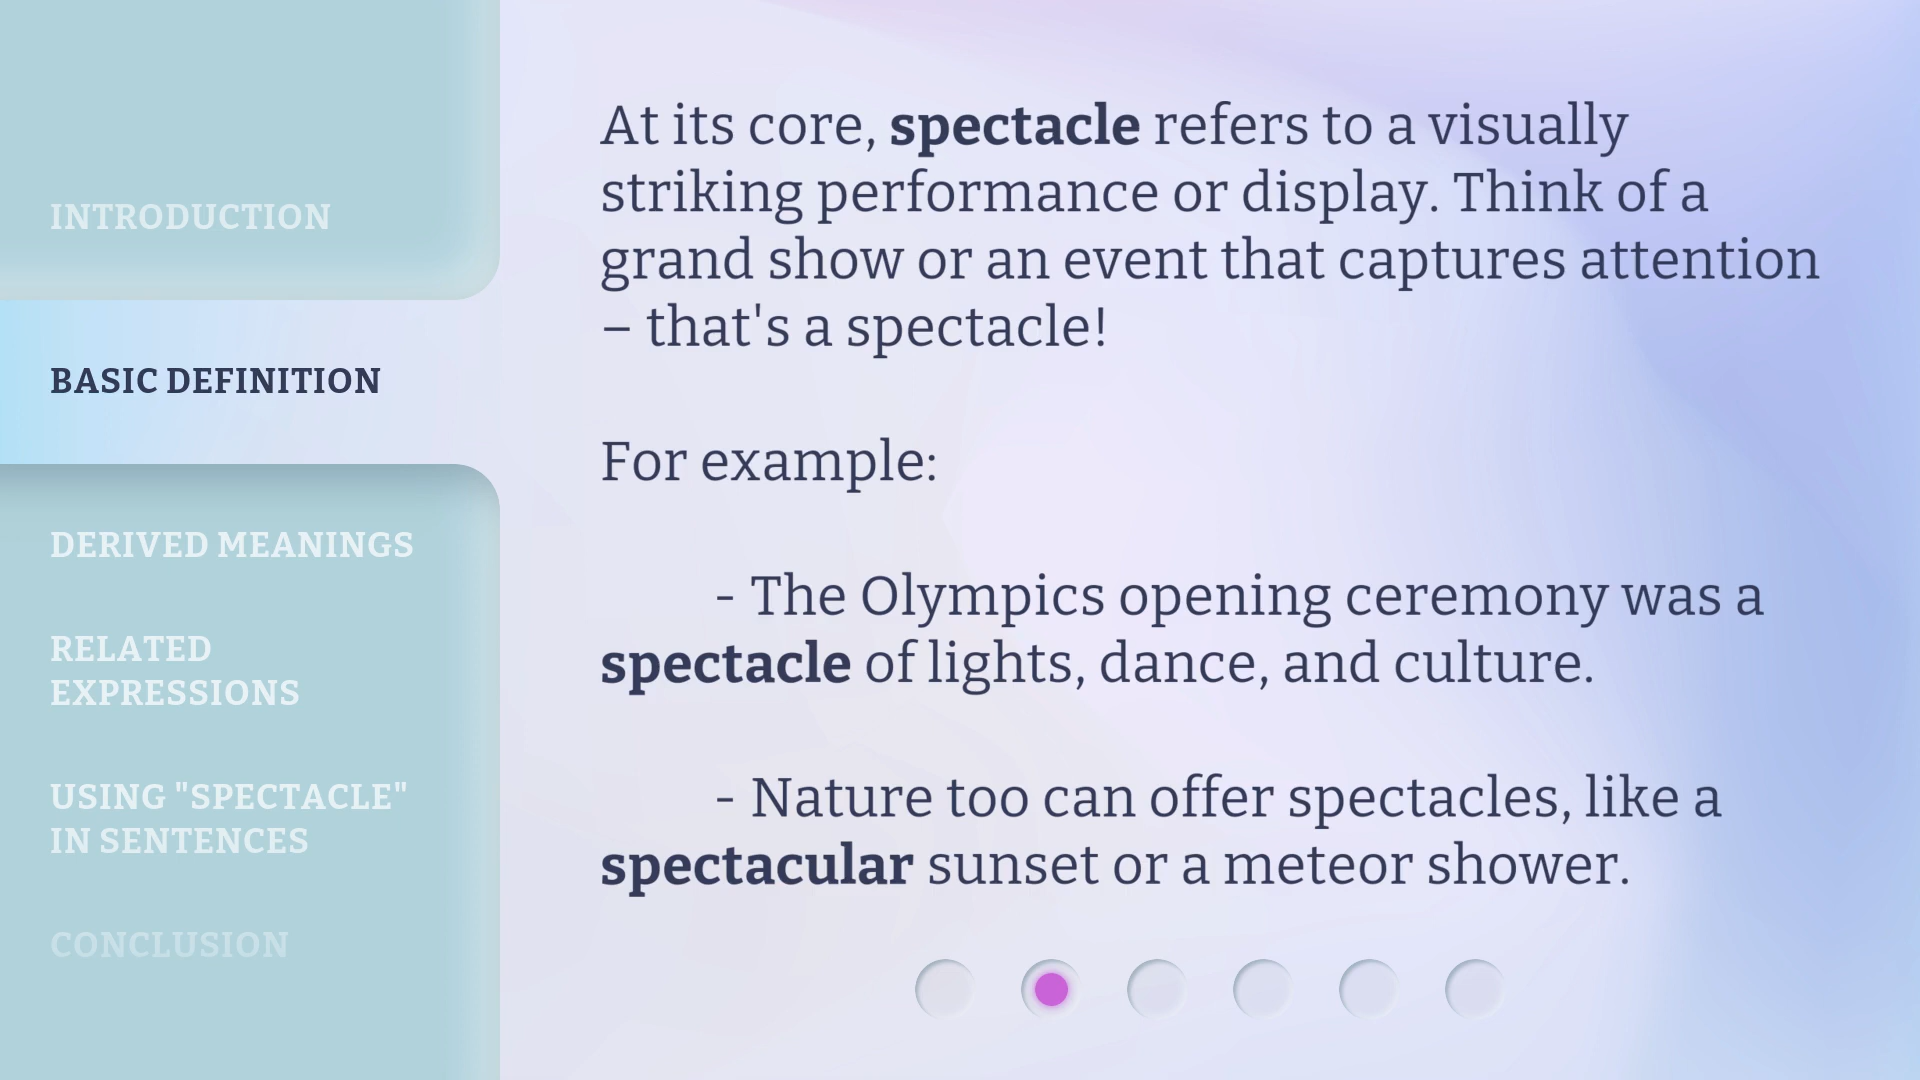 INTRODUCTION
BASIC DEFINITION
DERIVED MEANINGS
RELATED
EXPRESSIONS
USING "SPECTACLE"
IN SENTENCES
CONCLUSION
At its core, spectacle refers to a visually
striking performance or display. Think of a
grand show or an event that captures attention
– that's a spectacle!
For example:
- The Olympics opening ceremony was a
spectacle of lights, dance, and culture.
- Nature too can offer spectacles, like a
spectacular sunset or a meteor shower.